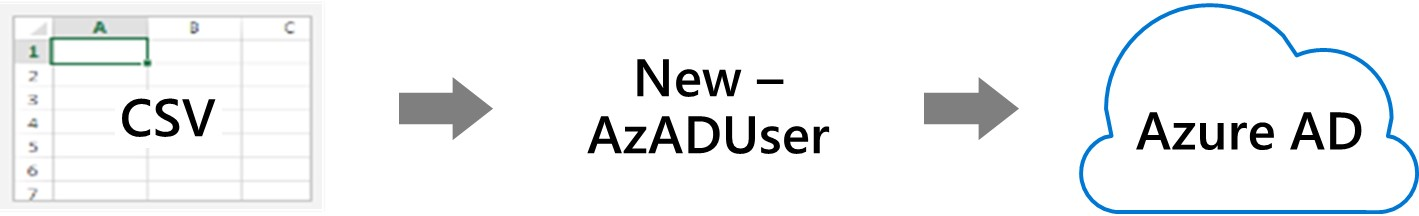 A B C
1
2
3
CSV
4
5
6
7
New –
AzADUser
Azure AD